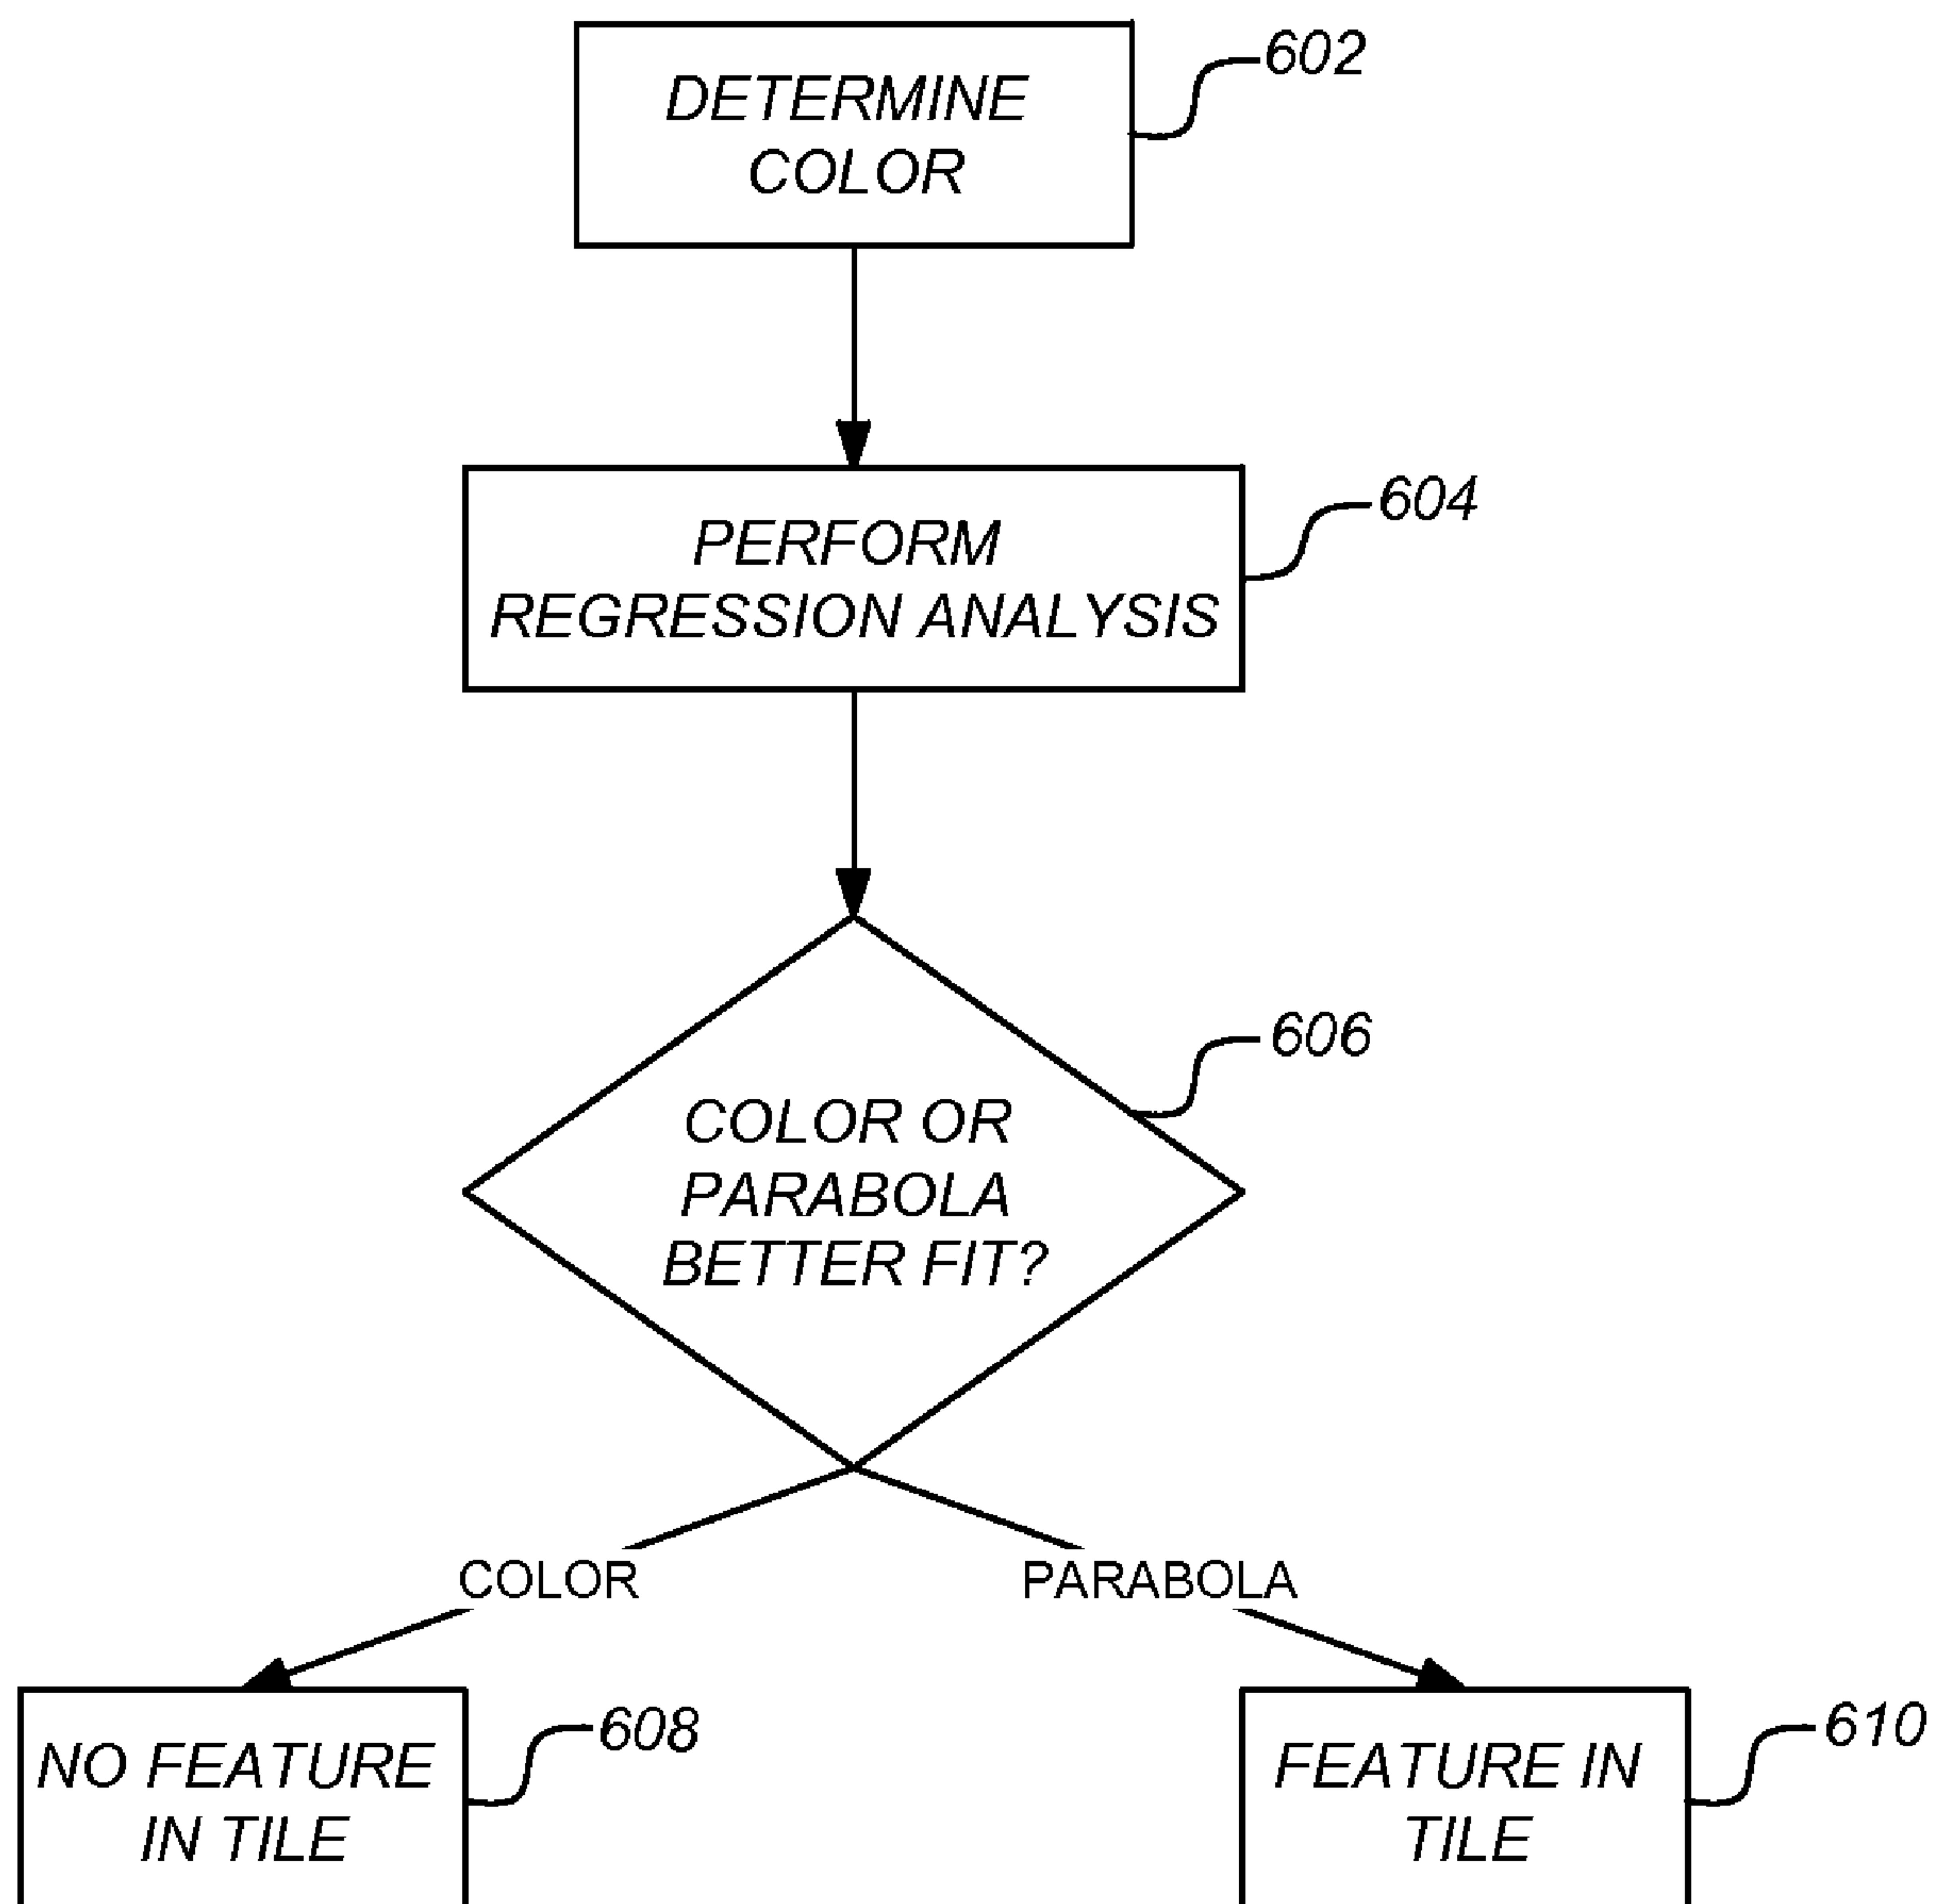 DETERMINE
COLOR
602
PERFORM
REGRESSION ANALYSIS
604
COLOR OR
PARABOLA
BETTER FIT?
606
COLOR
PARABOLA
NO FEATURE
IN TILE
608
FEATURE IN
TILE
610